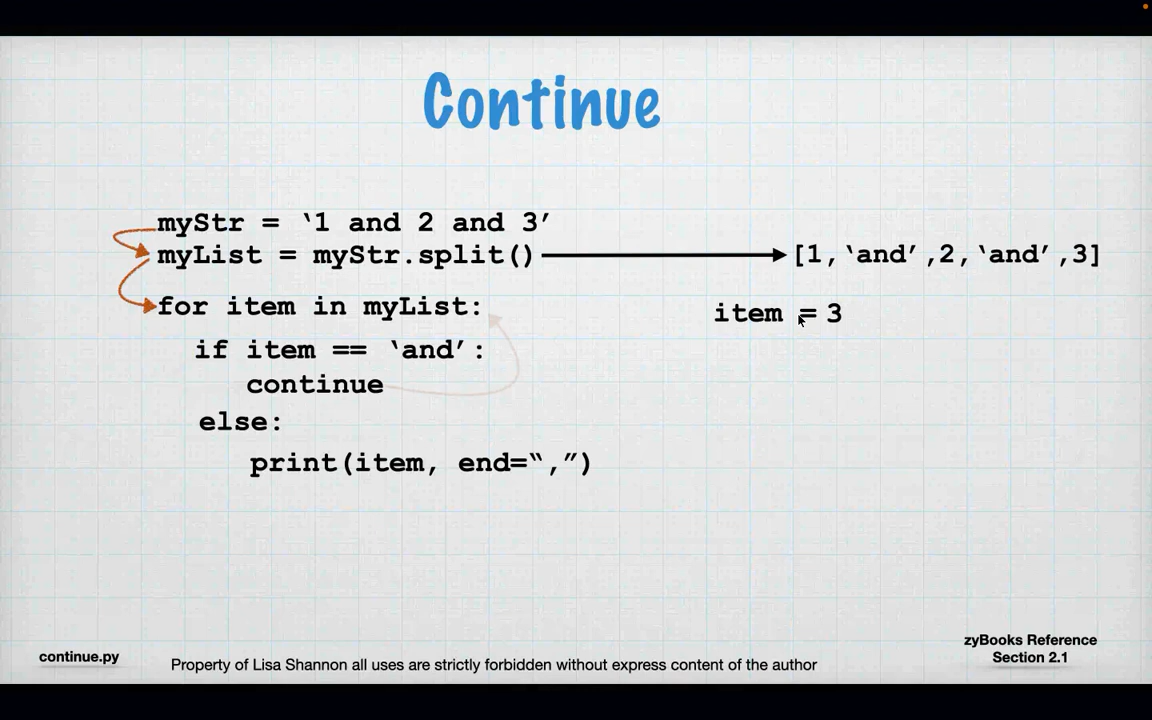 Continue
myStr = ‘1 and 2 and 3’
myList = myStr.split()
[1,‘and’,2,‘and’,3]
for item in myList:
item = 3
if item == ‘and’:
continue
else:
print(item, end=“,”)
zyBooks Reference
Section 2.1
continue.py
Property of Lisa Shannon all uses are strictly forbidden without express content of the author